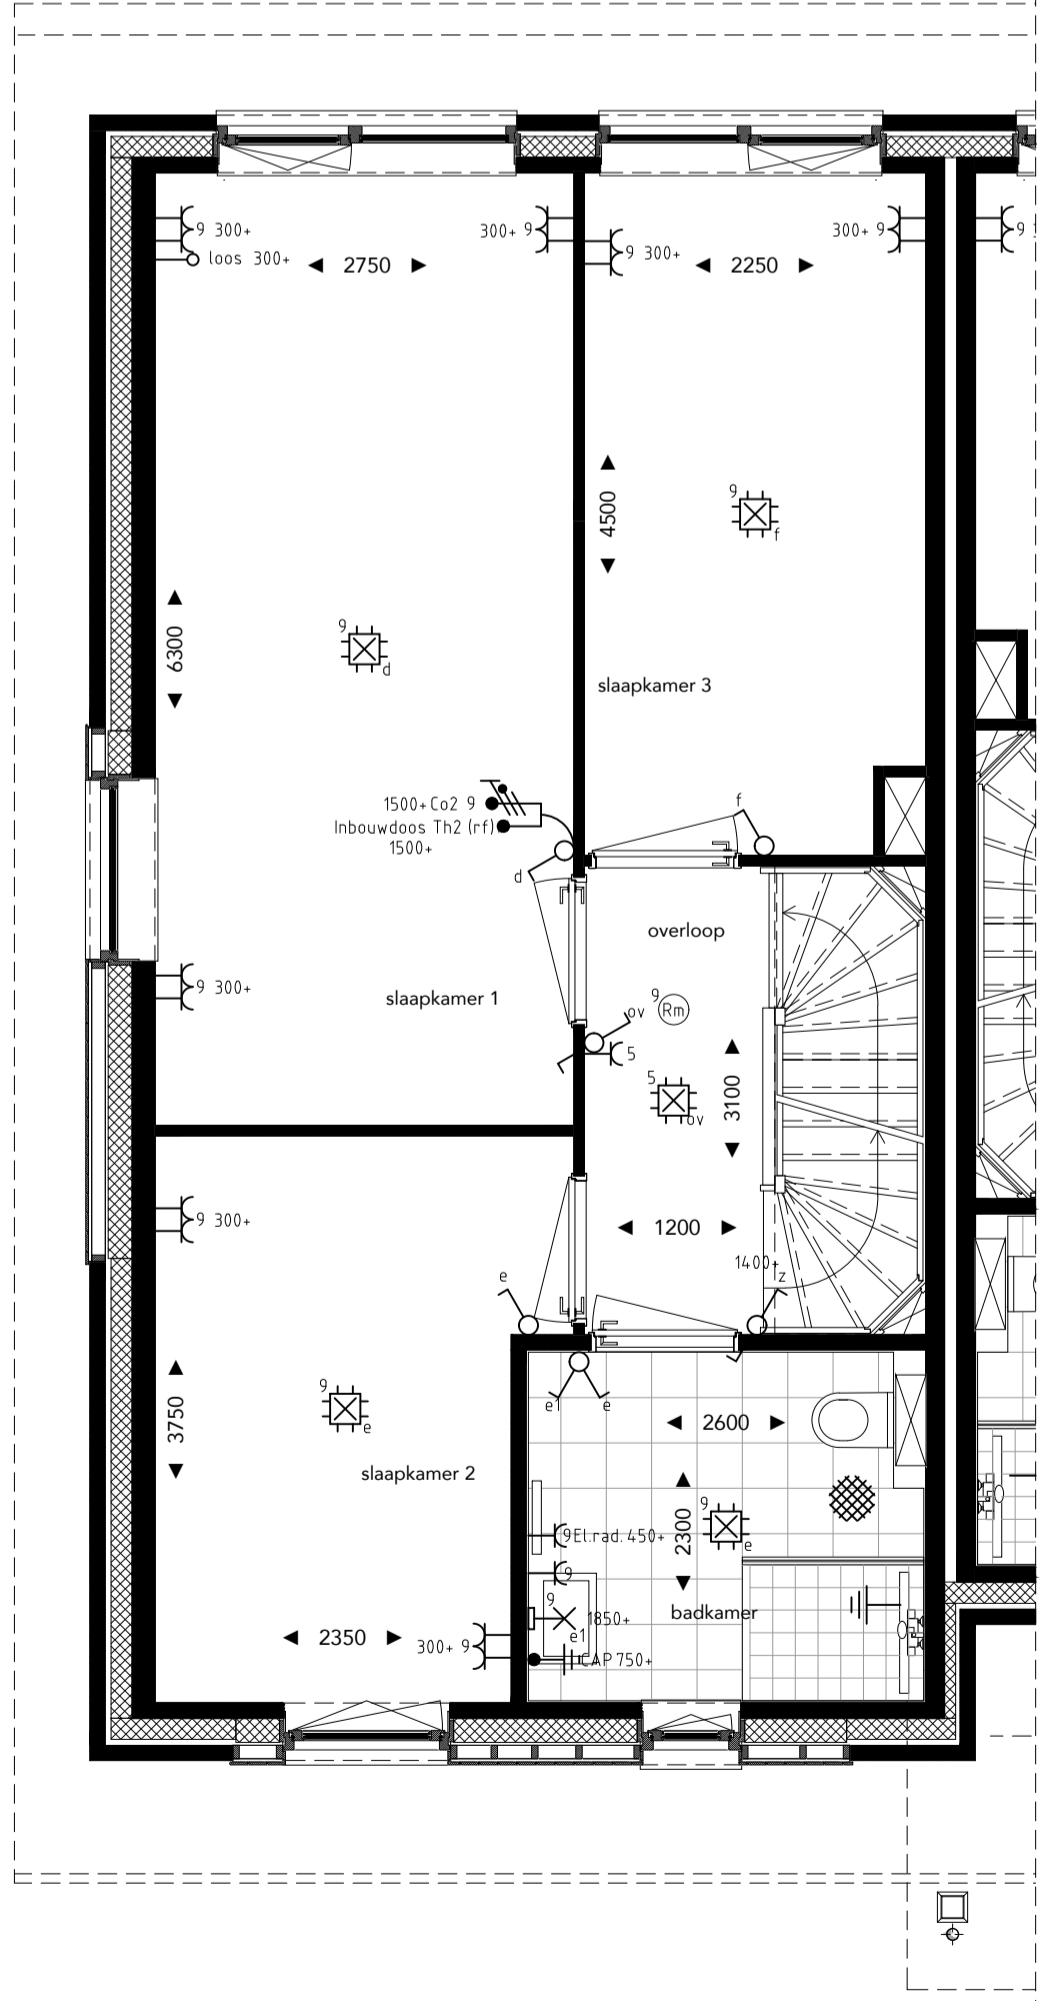 9 300+
300+ 9
300+ 9
9
loos 300+
2750
9 300+
2250
4500
9
f
6300
9
d
slaapkamer 3
1500+ Co2 9
Inbouwdoos Th2 (rf)
1500+
f
d
overloop
9 300+
slaapkamer 1
9
Rm
ov
5
5
ov
3100
9 300+
1200
1400+
z
e
3750
9
e
e1
e
2600
slaapkamer 2
2300
9
e
9El.rad.450+
9
9
1850+
e1
badkamer
2350
300+ 9
CAP 750+